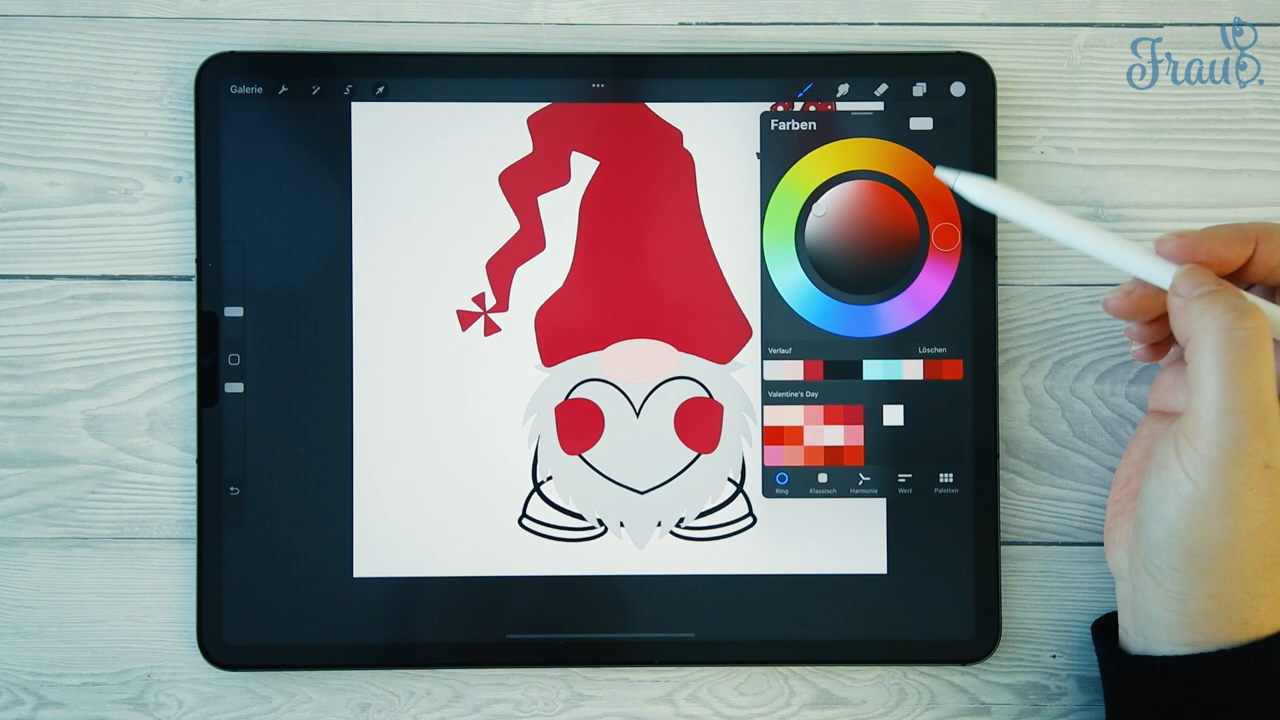 Frau B.
Galerie
Farben
Verlauf Löschen
Valentine's Day
Ring Klassisch Harmonie Wert Paletten